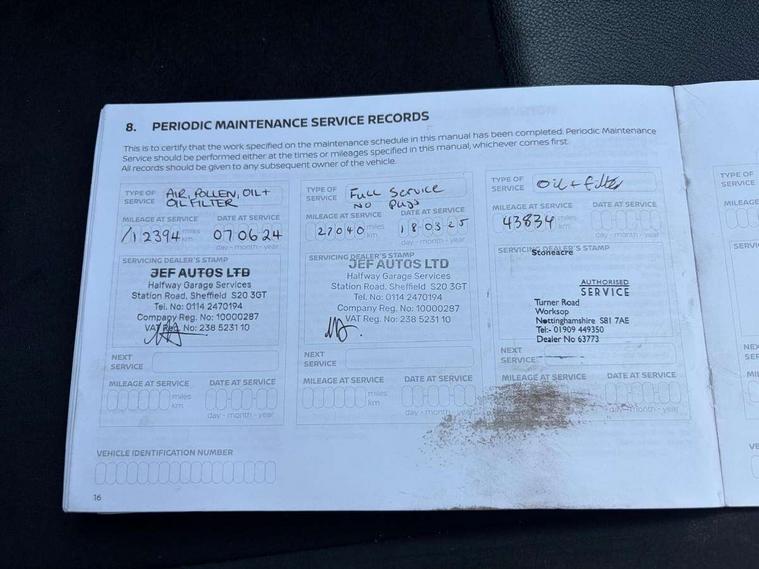 8. PERIODIC MAINTENANCE SERVICE RECORDS
This is to certify that the work specified on the maintenance schedule in this manual has been completed. Periodic Maintenance
Service should be performed either at the times or mileages specified in this manual, whichever comes first.
All records should be given to any subsequent owner of the vehicle.
TYPE OF SERVICE
AIR, POLLEN, OIL +
OIL FILTER
MILEAGE AT SERVICE DATE AT SERVICE
12394 miles km 07 06 24
day - month - year
SERVICING DEALER'S STAMP
JEF AUTOS LTD
Halfway Garage Services
Station Road, Sheffield S20 3GT
Tel. No: 0114 2470194
Company Reg. No: 10000287
VAT Reg. No: 238 5231 10
NEXT SERVICE
MILEAGE AT SERVICE DATE AT SERVICE
miles km
day - month - year
TYPE OF SERVICE
Full Service
NO Plugs
MILEAGE AT SERVICE DATE AT SERVICE
27040 miles km 18 03 25
day - month - year
SERVICING DEALER'S STAMP
JEF AUTOS LTD
Halfway Garage Services
Station Road, Sheffield S20 3GT
Tel. No: 0114 2470194
Company Reg. No: 10000287
VAT Reg. No: 238 5231 10
NEXT SERVICE
MILEAGE AT SERVICE DATE AT SERVICE
miles km
day - month - year
TYPE OF SERVICE
Oil + filter
MILEAGE AT SERVICE DATE AT SERVICE
43834 miles km
day - month - year
SERVICING DEALER'S STAMP
Stoneacre
AUTHORISED
SERVICE
Turner Road
Worksop
Nottinghamshire S81 7AE
Tel:- 01909 449350
Dealer No 63773
NEXT SERVICE
MILEAGE AT SERVICE DATE AT SERVICE
day - month - year
VEHICLE IDENTIFICATION NUMBER
16
TYPE OF
SERVICE
MILEAGE